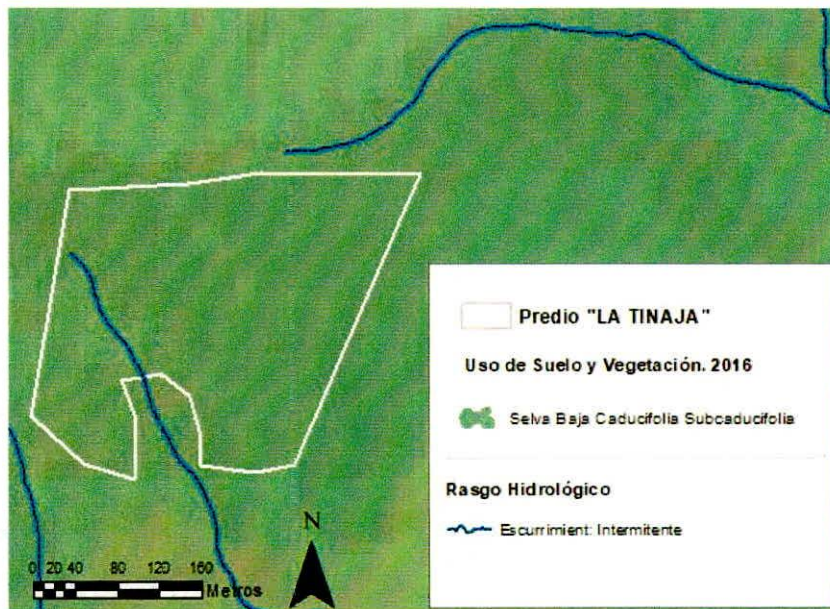 Predio "LA TINAJA"
Uso de Suelo y Vegetación. 2016
Selva Baja Caducifolia Subcaducifolia
Rasgo Hidrológico
Escurrimient: Intermitente
N
0 20 40 80 120 160
Metros